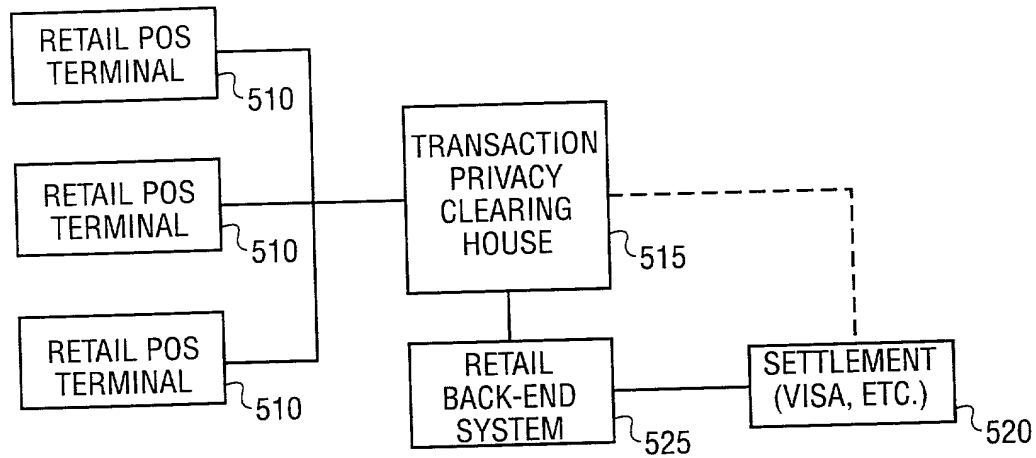 RETAIL POS
TERMINAL
510
RETAIL POS
TERMINAL
510
RETAIL POS
TERMINAL
510
TRANSACTION
PRIVACY
CLEARING
HOUSE
515
RETAIL
BACK-END
SYSTEM
525
SETTLEMENT
(VISA, ETC.)
520